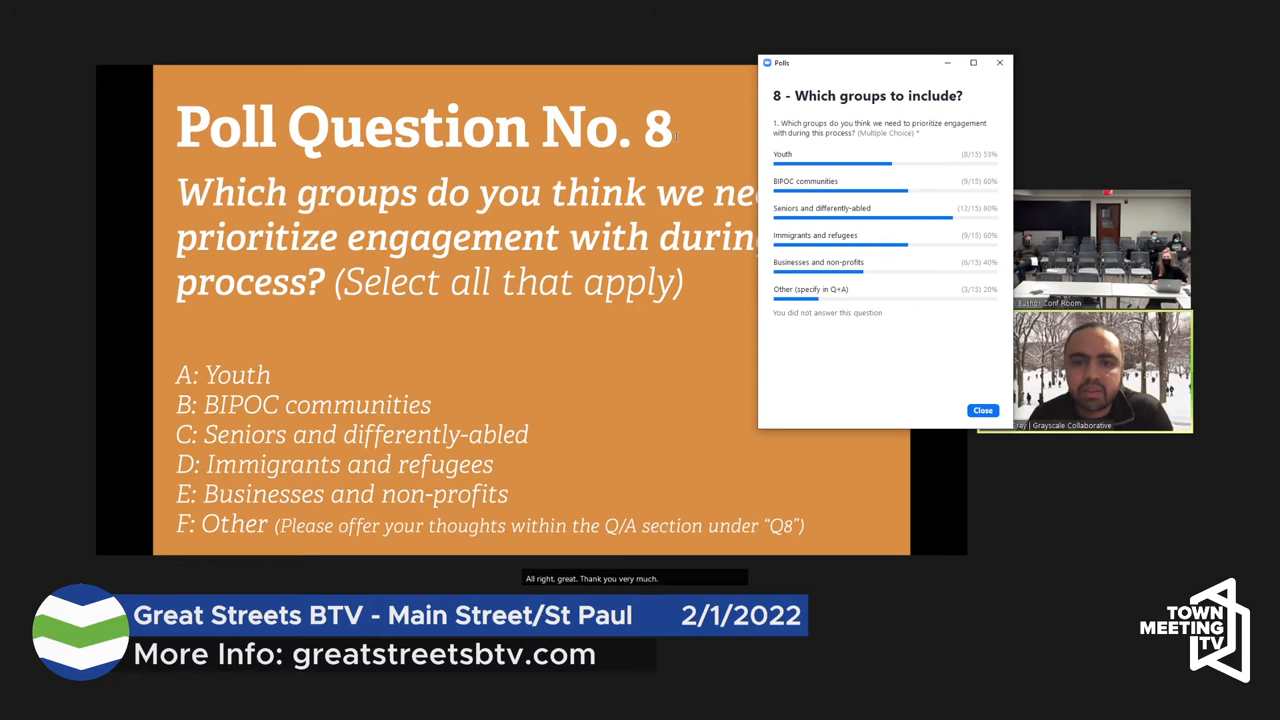 Poll Question No. 8
Which groups do you think we nee
prioritize engagement with during
process? (Select all that apply)
A: Youth
B: BIPOC communities
C: Seniors and differently-abled
D: Immigrants and refugees
E: Businesses and non-profits
F: Other (Please offer your thoughts within the Q/A section under “Q8”)
Polls
8 - Which groups to include?
1. Which groups do you think we need to prioritize engagement
with during this process? (Multiple Choice) *
Youth (8/15) 53%
BIPOC communities (9/15) 60%
Seniors and differently-abled (12/15) 80%
Immigrants and refugees (9/15) 60%
Businesses and non-profits (6/15) 40%
Other (specify in Q+A) (3/15) 20%
You did not answer this question
Close
Conf Room
ray | Grayscale Collaborative
All right, great. Thank you very much.
Great Streets BTV - Main Street/St Paul 2/1/2022
More Info: greatstreetsbtv.com
TOWN
MEETING
TV